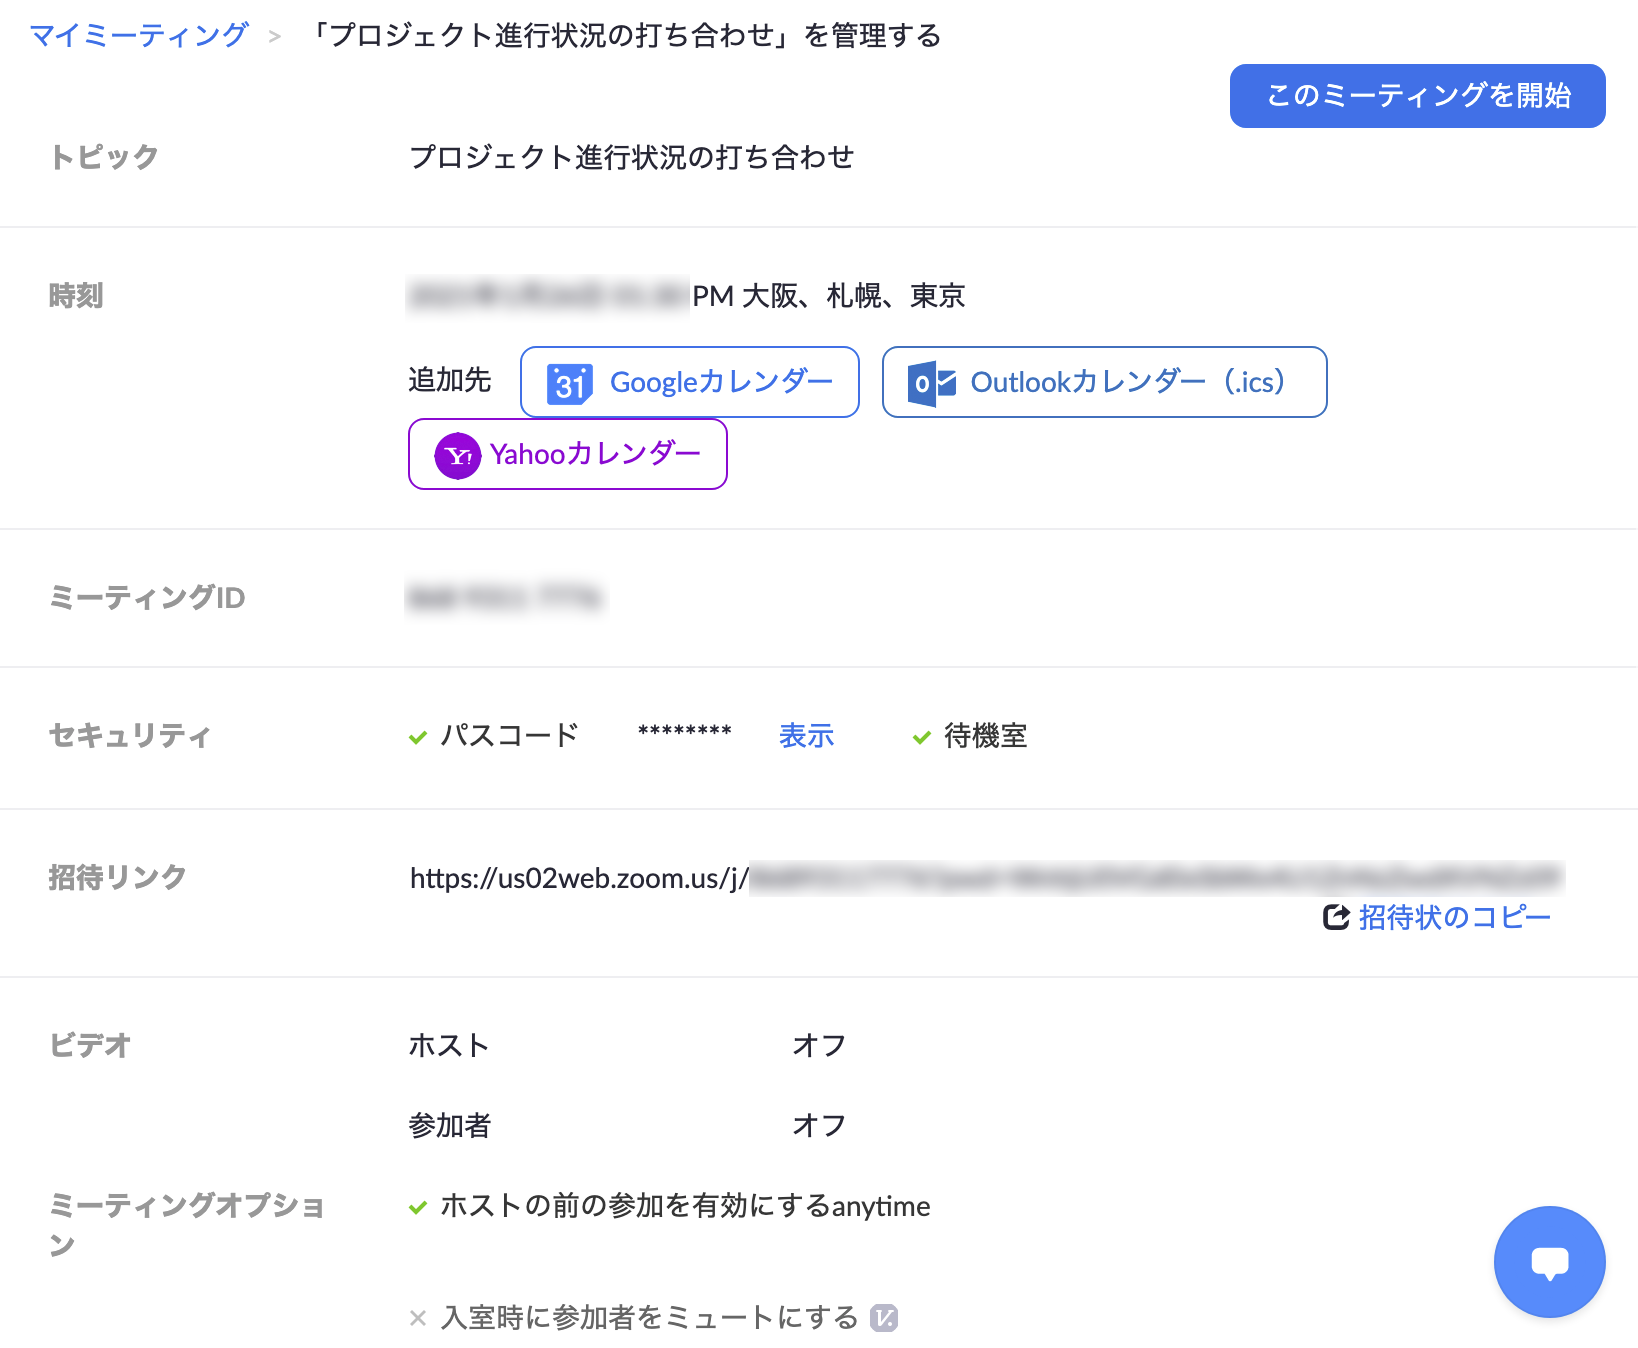 マイミーティング > 「プロジェクト進行状況の打ち合わせ」を管理する
このミーティングを開始
トピック プロジェクト進行状況の打ち合わせ
時刻 PM 大阪、札幌、東京
追加先 31 Googleカレンダー Outlookカレンダー（.ics）
Yahooカレンダー
ミーティングID
セキュリティ パスコード ******** 表示 待機室
招待リンク https://us02web.zoom.us/j/
招待状のコピー
ビデオ ホスト オフ
参加者 オフ
ミーティングオプショ ホストの前の参加を有効にするanytime
ン
入室時に参加者をミュートにする